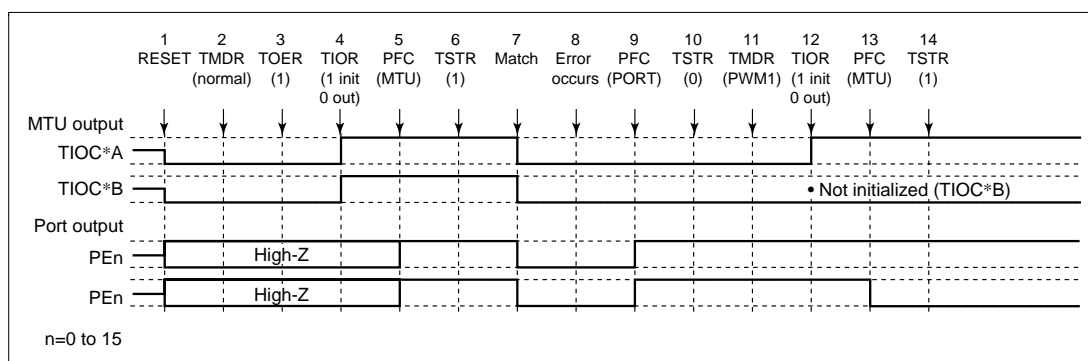 1 2 3 4 5 6 7 8 9 10 11 12 13 14
RESET TMDR TOER TIOR PFC TSTR Match Error PFC TSTR TMDR TIOR PFC TSTR
(normal) (1) (1 init (MTU) (1) occurs (PORT) (0) (PWM1) (1 init (MTU) (1)
0 out) 0 out)
MTU output
TIOC*A
TIOC*B • Not initialized (TIOC*B)
Port output
PEn High-Z
PEn High-Z
n=0 to 15